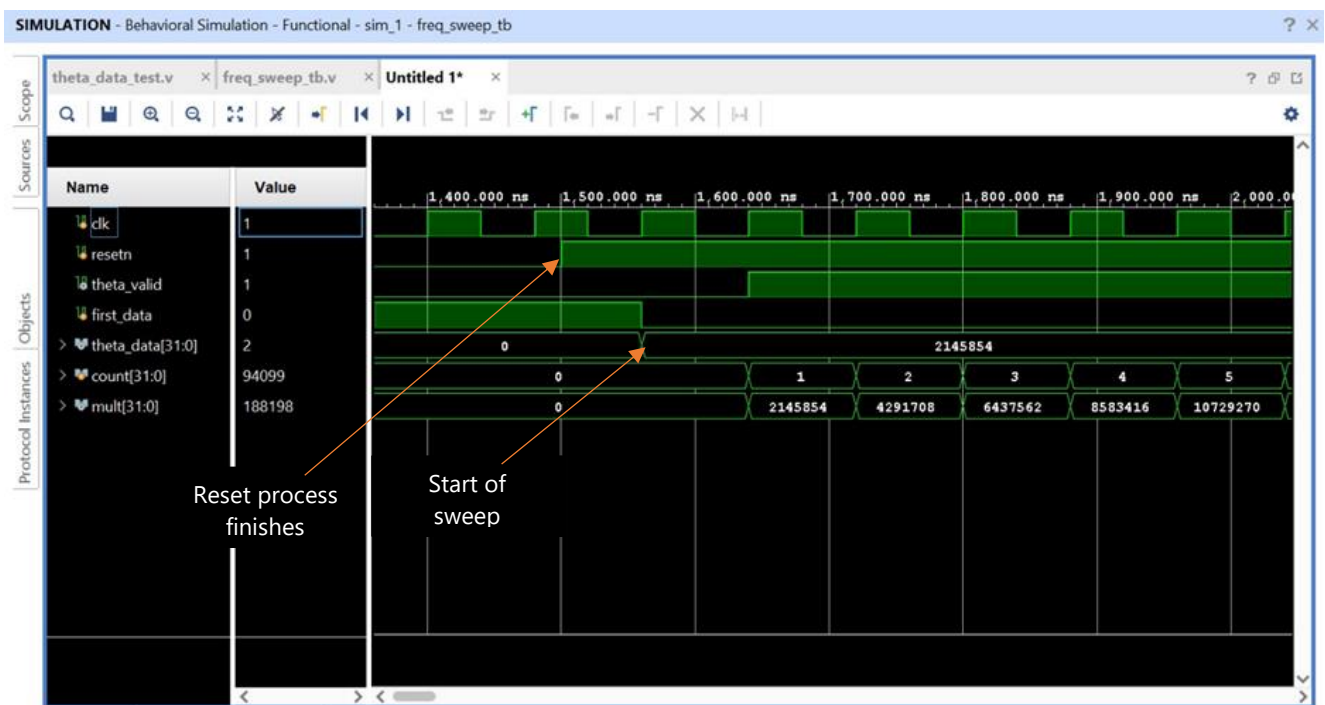 SIMULATION - Behavioral Simulation - Functional - sim_1 - freq_sweep_tb ? ×
theta_data_test.v × freq_sweep_tb.v × Untitled 1* × ?
Scope
Sources
Objects
Protocol Instances
Name Value
1,400.000 ns 1,500.000 ns 1,600.000 ns 1,700.000 ns 1,800.000 ns 1,900.000 ns 2,000.0
clk 1
resetn 1
theta_valid 1
first_data 0
> theta_data[31:0] 2 0 2145854
> count[31:0] 94099 0 1 2 3 4 5
> mult[31:0] 188198 0 2145854 4291708 6437562 8583416 10729270
Reset process
finishes
Start of
sweep